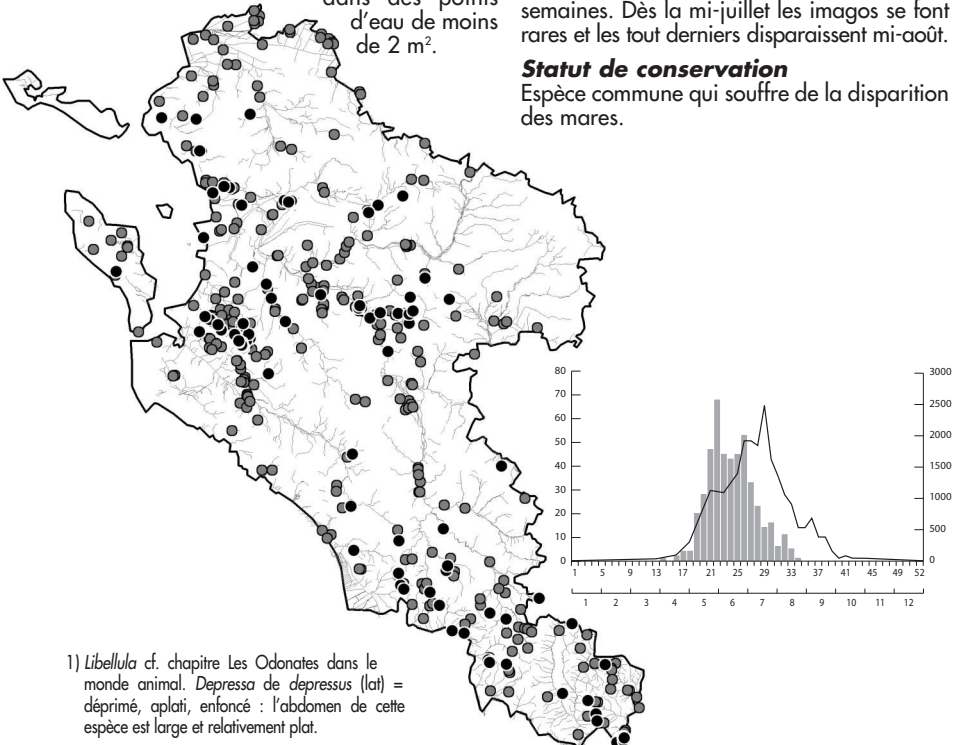 dans des points
d'eau de moins
de 2 m².
semaines. Dès la mi-juillet les imagos se font
rares et les tout derniers disparaissent mi-août.
Statut de conservation
Espèce commune qui souffre de la disparition
des mares.
80
70
60
50
40
30
20
10
0
3000
2500
2000
1500
1000
500
0
1 5 9 13 17 21 25 29 33 37 41 45 49 52
1 2 3 4 5 6 7 8 9 10 11 12
1) Libellula cf. chapitre Les Odonates dans le
monde animal. Depressa de depressus (lat) =
déprimé, aplati, enfoncé : l'abdomen de cette
espèce est large et relativement plat.